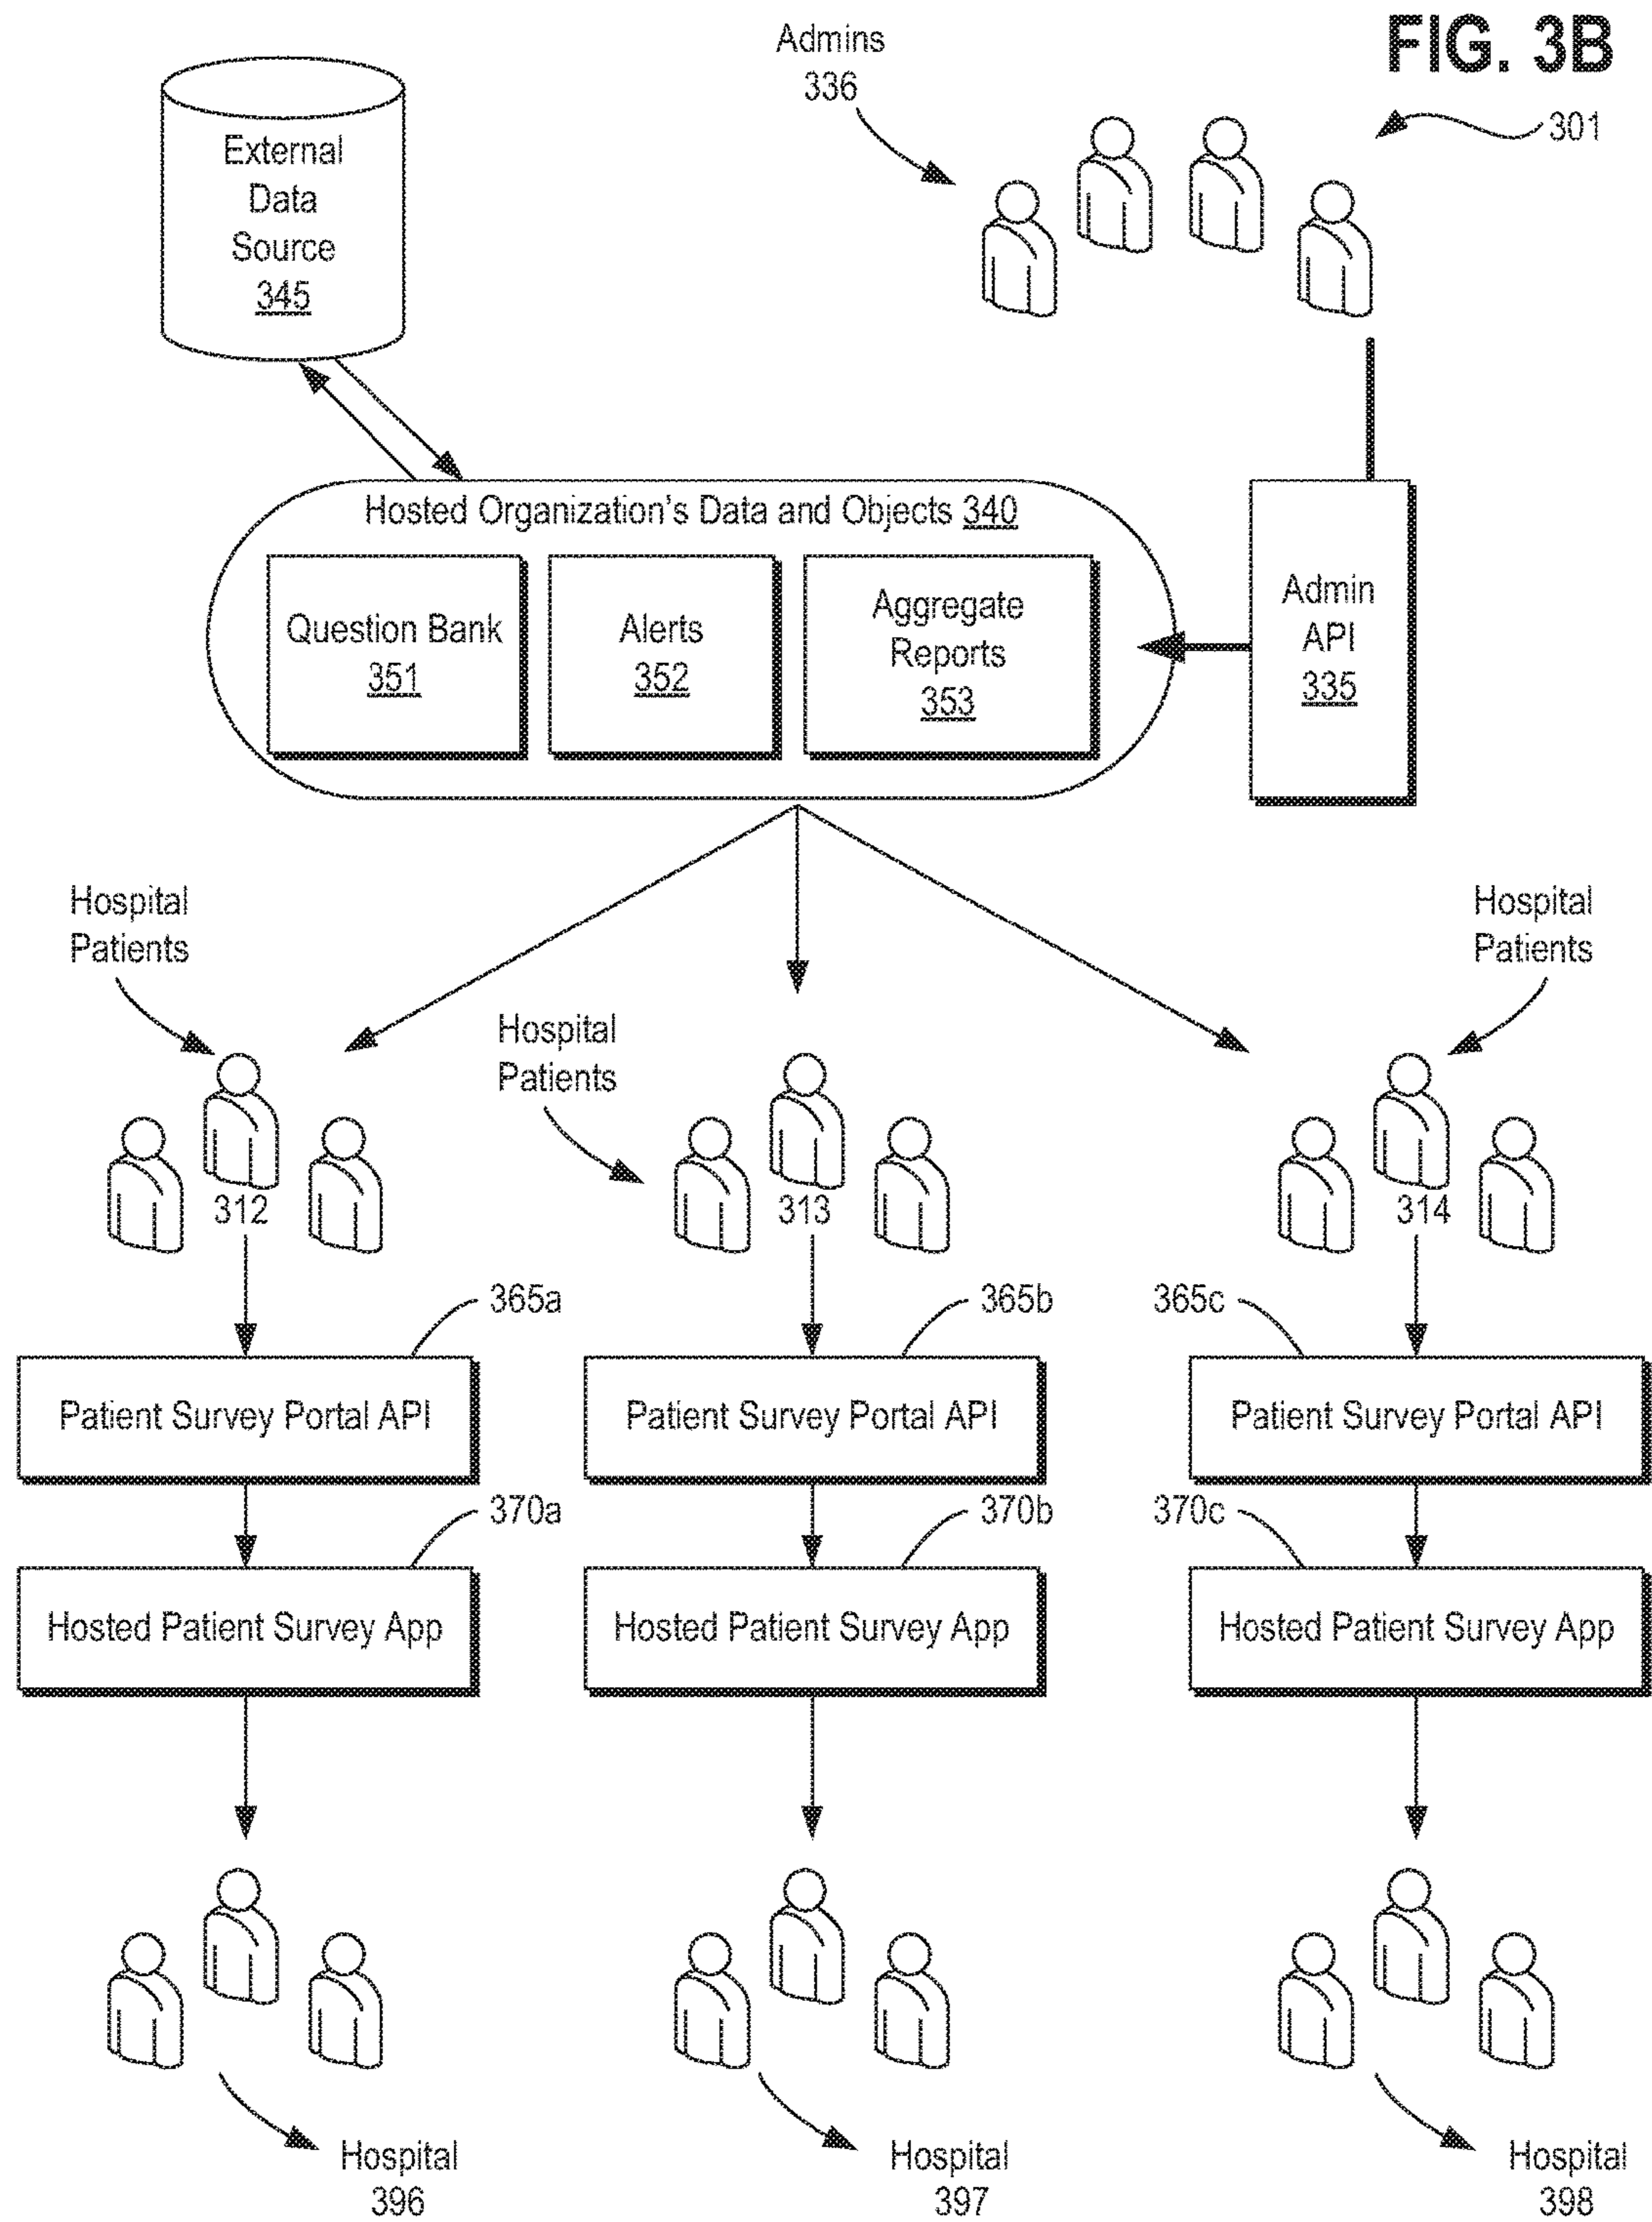 FIG. 3B
Admins
336
301
External
Data
Source
345
Hosted Organization's Data and Objects 340
Question Bank
351
Alerts
352
Aggregate
Reports
353
Admin
API
335
Hospital
Patients
Hospital
Patients
Hospital
Patients
312
313
314
365a
365b
365c
Patient Survey Portal API
Patient Survey Portal API
Patient Survey Portal API
370a
370b
370c
Hosted Patient Survey App
Hosted Patient Survey App
Hosted Patient Survey App
Hospital
396
Hospital
397
Hospital
398